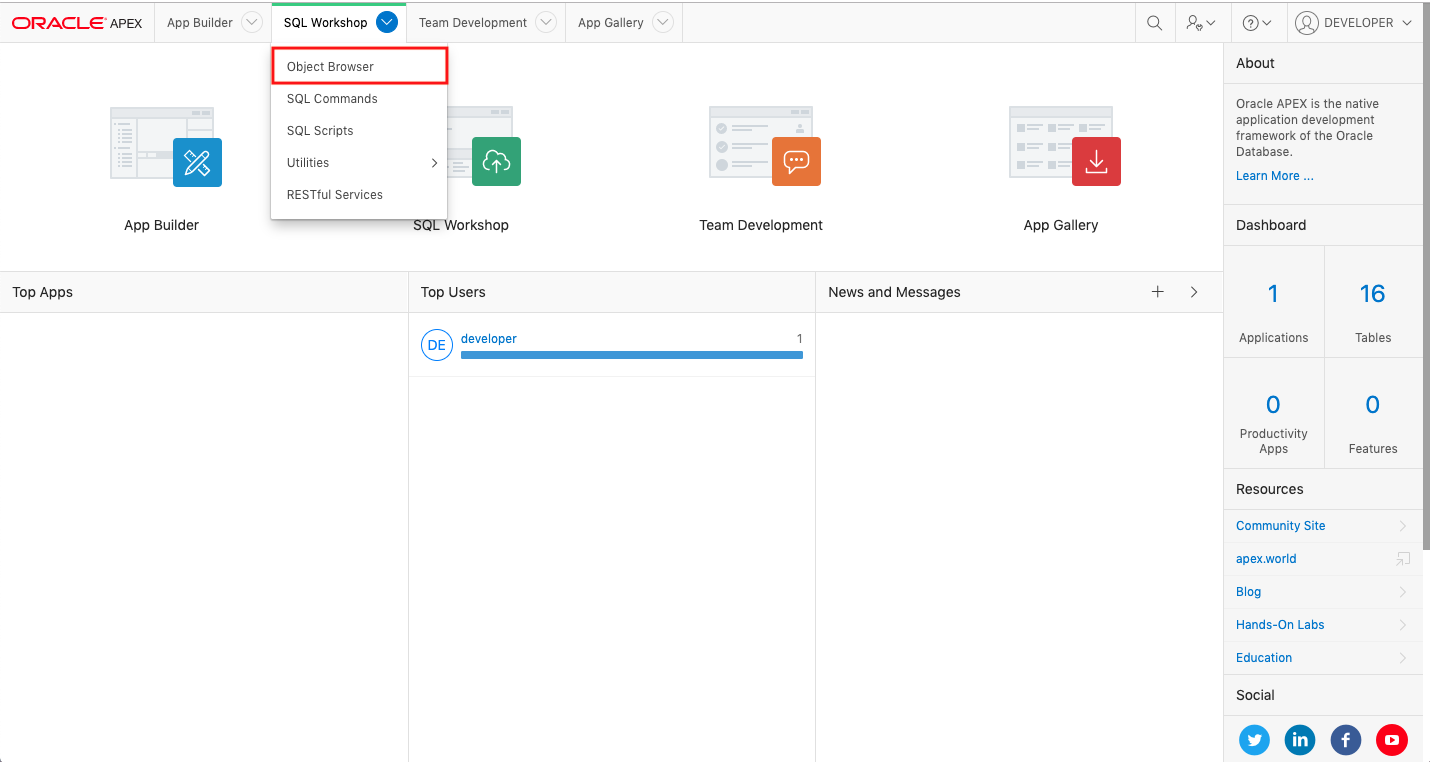 ORACLE APEX App Builder SQL Workshop Team Development App Gallery DEVELOPER
Object Browser
SQL Commands
SQL Scripts
Utilities
RESTful Services
App Builder
SQL Workshop
Team Development
App Gallery
Top Apps
Top Users
DE developer 1
News and Messages
About
Oracle APEX is the native
application development
framework of the Oracle
Database.
Learn More ...
Dashboard
1
Applications
16
Tables
0
Productivity
Apps
0
Features
Resources
Community Site
apex.world
Blog
Hands-On Labs
Education
Social